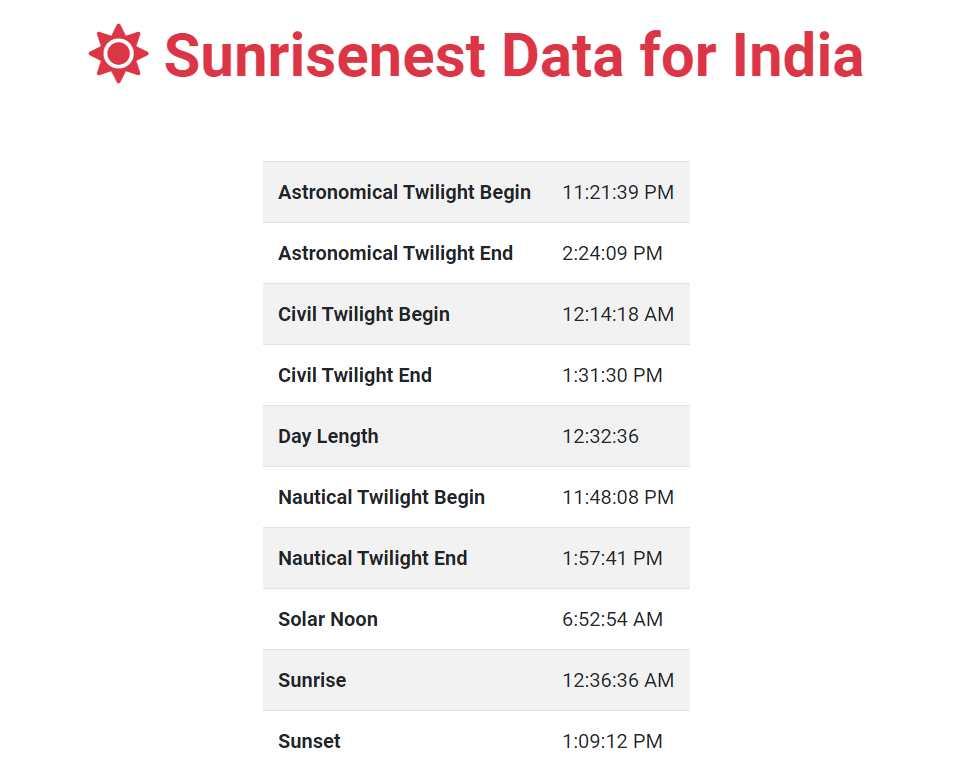 Sunrisenest Data for India
Astronomical Twilight Begin 11:21:39 PM
Astronomical Twilight End 2:24:09 PM
Civil Twilight Begin 12:14:18 AM
Civil Twilight End 1:31:30 PM
Day Length 12:32:36
Nautical Twilight Begin 11:48:08 PM
Nautical Twilight End 1:57:41 PM
Solar Noon 6:52:54 AM
Sunrise 12:36:36 AM
Sunset 1:09:12 PM